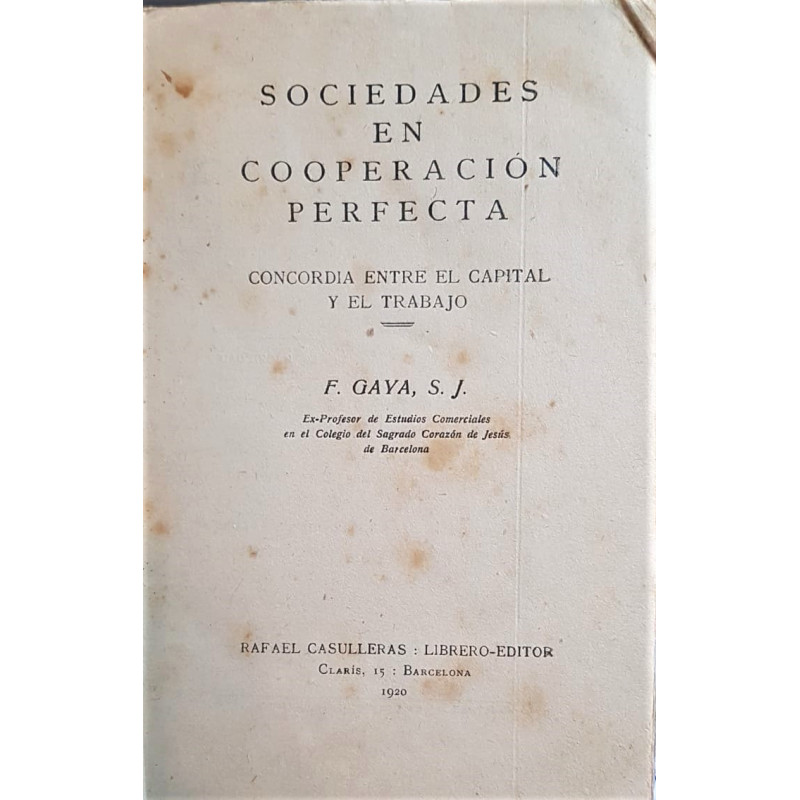 SOCIEDADES
EN
COOPERACIÓN
PERFECTA
CONCORDIA ENTRE EL CAPITAL
Y EL TRABAJO
F. GAYA, S. J.
Ex-Profesor de Estudios Comerciales
en el Colegio del Sagrado Corazón de Jesús
de Barcelona
RAFAEL CASULLERAS : LIBRERO-EDITOR
CLARÍS, 15 : BARCELONA
1920